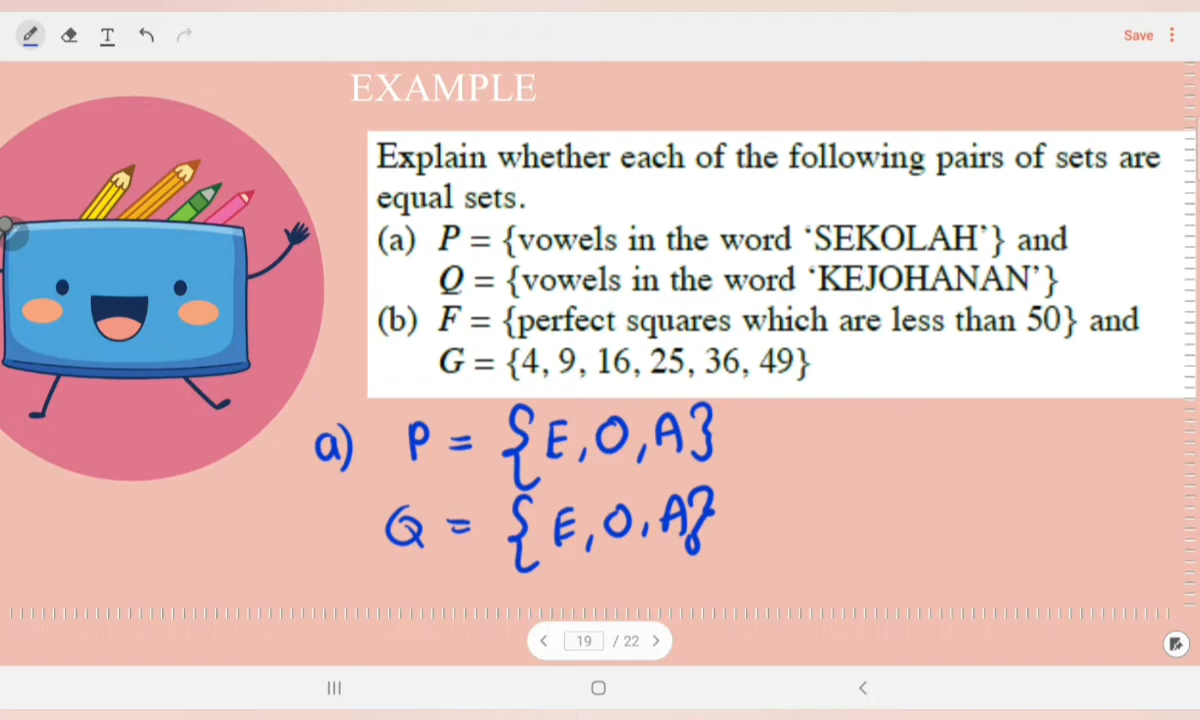 Save
EXAMPLE
Explain whether each of the following pairs of sets are
equal sets.
(a) P = {vowels in the word ‘SEKOLAH’} and
Q = {vowels in the word ‘KEJOHANAN’}
(b) F = {perfect squares which are less than 50} and
G = {4, 9, 16, 25, 36, 49}
a) P = {E, O, A}
Q = {E, O, A}
19 / 22